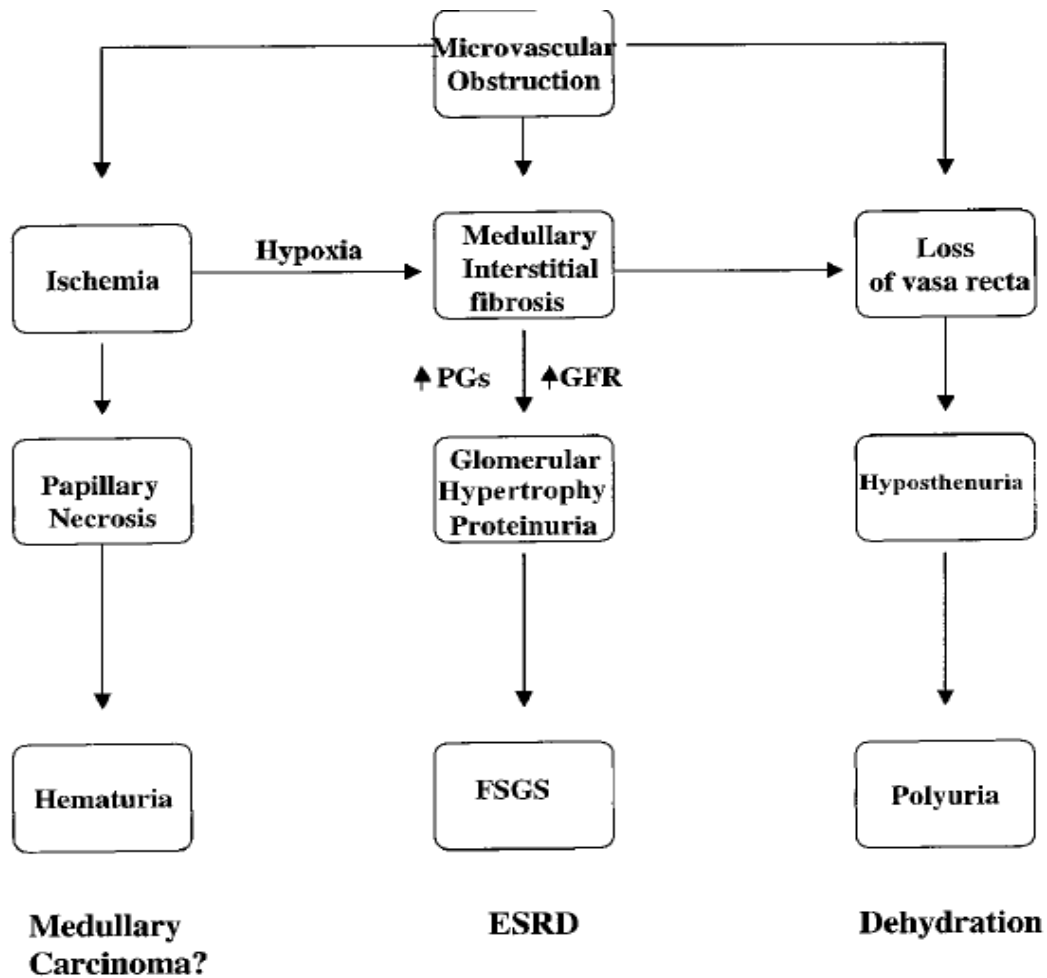 Microvascular
Obstruction
Ischemia
Hypoxia
Medullary
Interstitial
fibrosis
Loss
of vasa recta
PGs
GFR
Papillary
Necrosis
Glomerular
Hypertrophy
Proteinuria
Hyposthenuria
Hematuria
FSGS
Polyuria
Medullary
Carcinoma?
ESRD
Dehydration